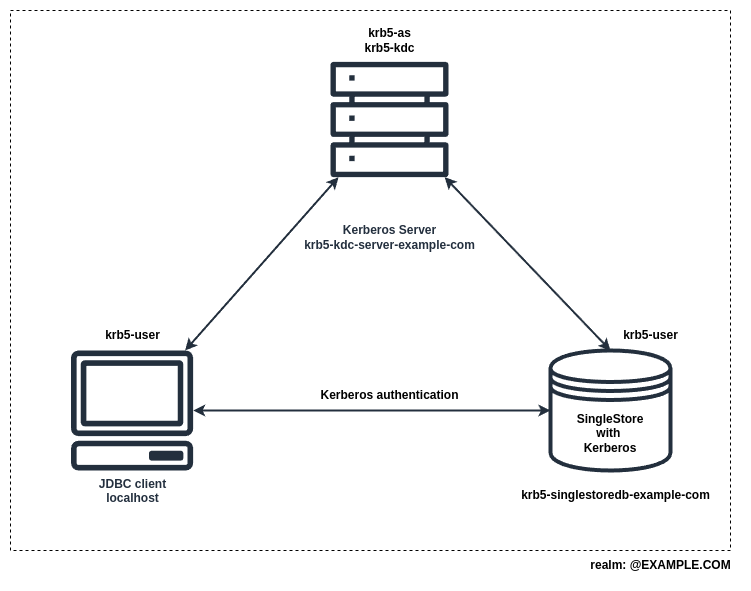 krb5-as
krb5-kdc
Kerberos Server
krb5-kdc-server-example-com
krb5-user
krb5-user
Kerberos authentication
SingleStore
with
Kerberos
JDBC client
localhost
krb5-singlestoredb-example-com
realm: @EXAMPLE.COM